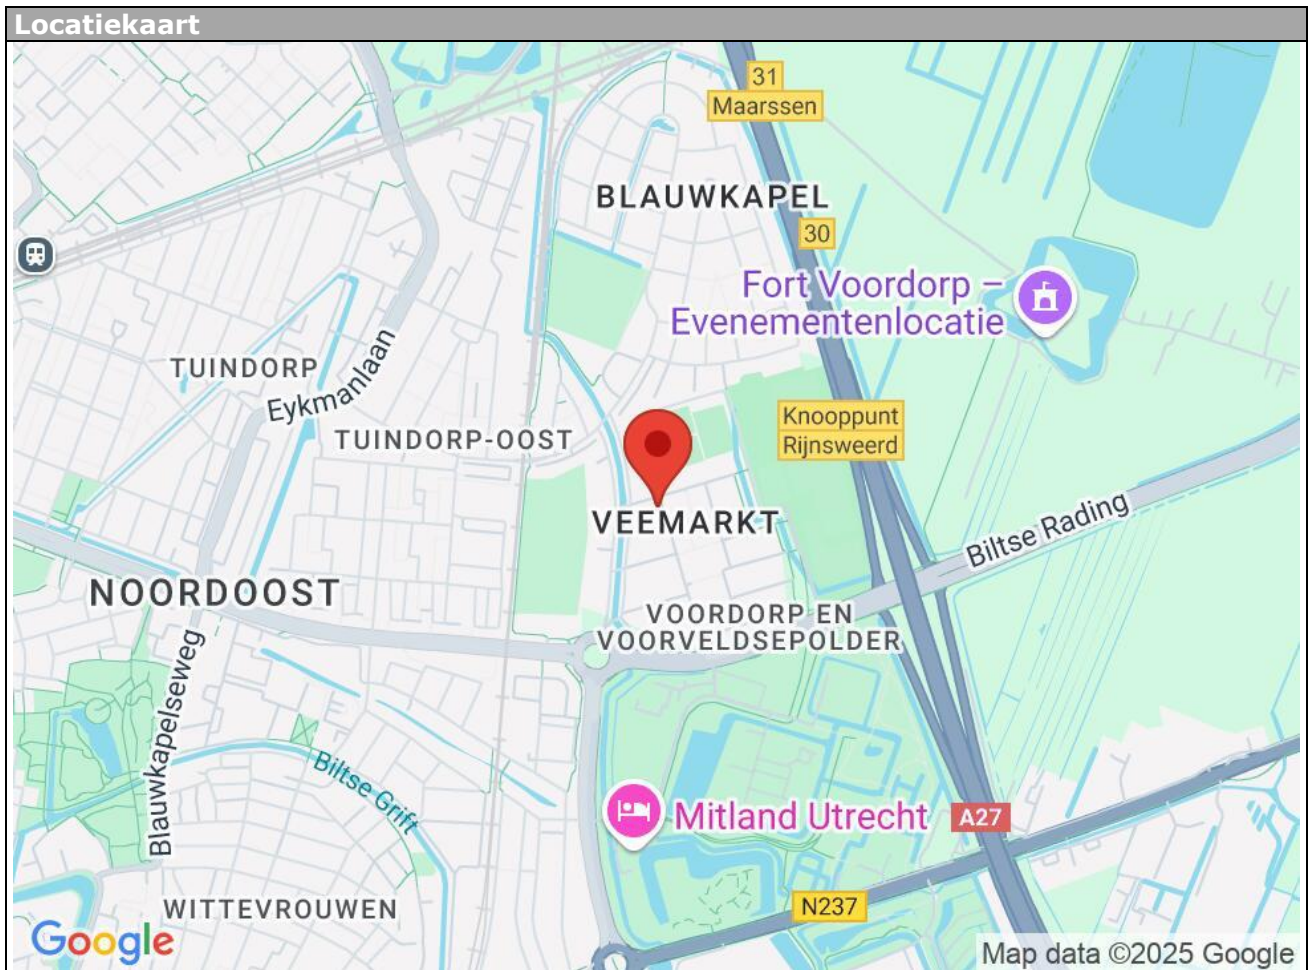 Locatiekaart
31
Maarssen
BLAUWKAPEL
30
Fort Voordorp –
Evenementenlocatie
TUINDORP
Eykmanlaan
TUINDORP-OOST
Knooppunt
Rijnsweerd
VEEMARKT
Biltse Rading
NOORDOOST
VOORDORP EN
VOORVELDSEPOLDER
Blauwkapelseweg
Biltse Grift
Mitland Utrecht
A27
WITTEVROUWEN
N237
Google
Map data ©2025 Google